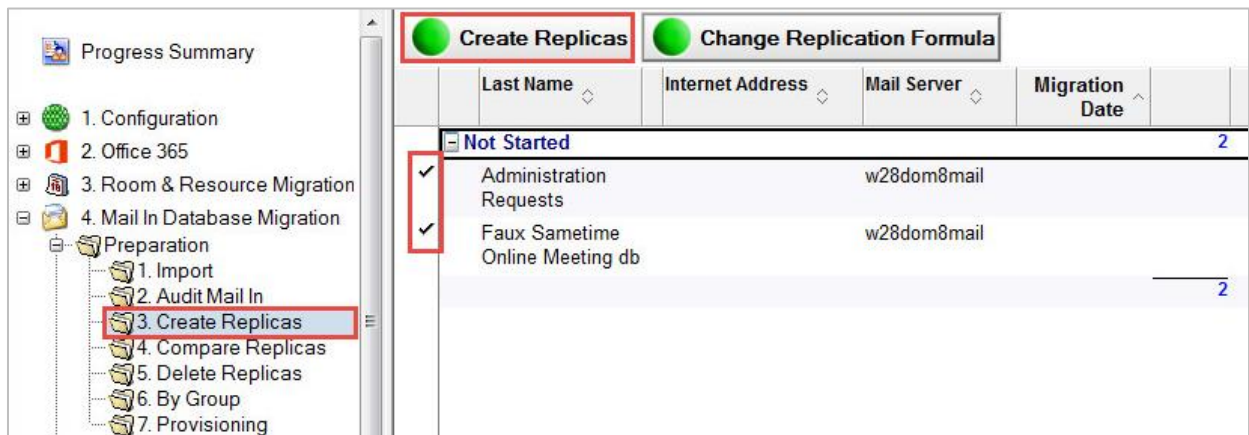 Progress Summary
1. Configuration
2. Office 365
3. Room & Resource Migration
4. Mail In Database Migration
Preparation
1. Import
2. Audit Mail In
3. Create Replicas
4. Compare Replicas
5. Delete Replicas
6. By Group
7. Provisioning
Create Replicas Change Replication Formula
Last Name Internet Address Mail Server Migration
Date
Not Started 2
Administration w28dom8mail
Requests
Faux Sametime w28dom8mail
Online Meeting db
2